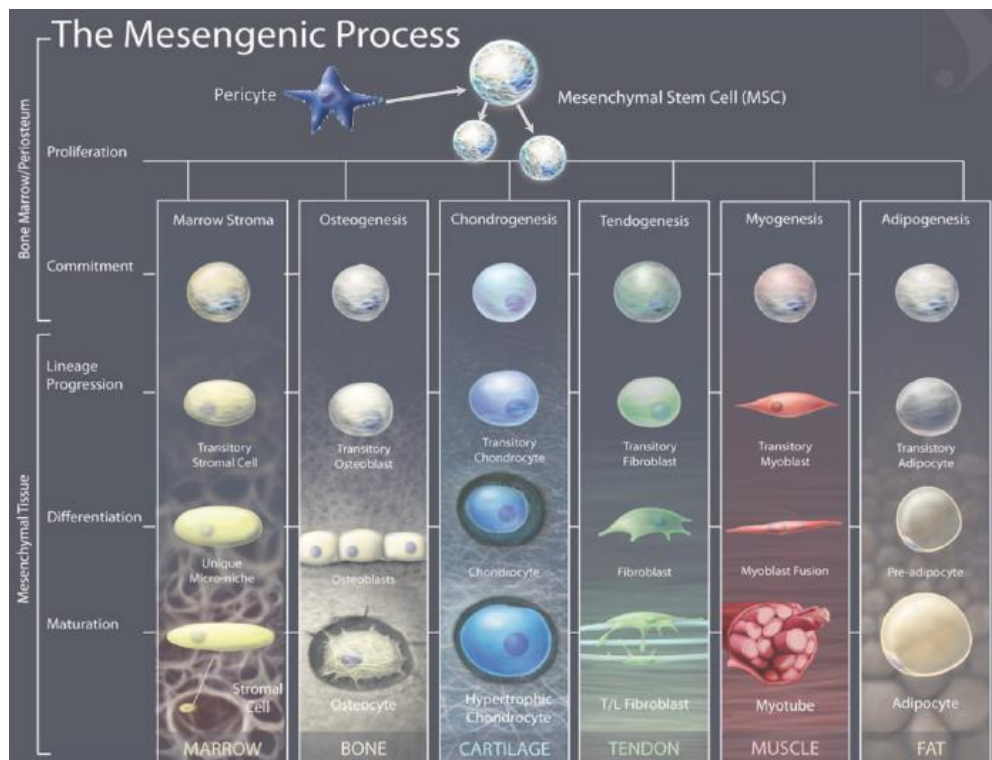 The Mesengenic Process
Pericyte
Mesenchymal Stem Cell (MSC)
Bone Marrow/Periosteum
Proliferation
Marrow Stroma
Osteogenesis
Chondrogenesis
Tendogenesis
Myogenesis
Adipogenesis
Commitment
Mesenchymal Tissue
Lineage
Progression
Transitory
Stromal Cell
Transitory
Osteoblast
Transitory
Chondrocyte
Transitory
Fibroblast
Transitory
Myoblast
Transistory
Adipocyte
Differentiation
Unique
Micro-niche
Osteoblasts
Chondrocyte
Fibroblast
Myoblast Fusion
Pre-adipocyte
Maturation
Stromal
Cell
Osteocyte
Hypertrophic
Chondrocyte
T/L Fibroblast
Myotube
Adipocyte
MARROW
BONE
CARTILAGE
TENDON
MUSCLE
FAT